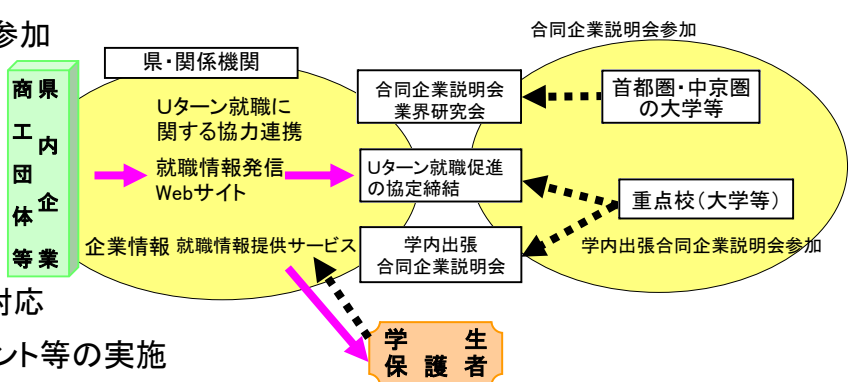 参加
合同企業説明会参加
県・関係機関
商工団体等
県内企業
Uターン就職に
関する協力連携
就職情報発信
Webサイト
企業情報
就職情報提供サービス
合同企業説明会
業界研究会
Uターン就職促進
の協定締結
学内出張
合同企業説明会
首都圏・中京圏
の大学等
重点校（大学等）
学内出張合同企業説明会参加
対応
ント等の実施
学 生
保 護 者